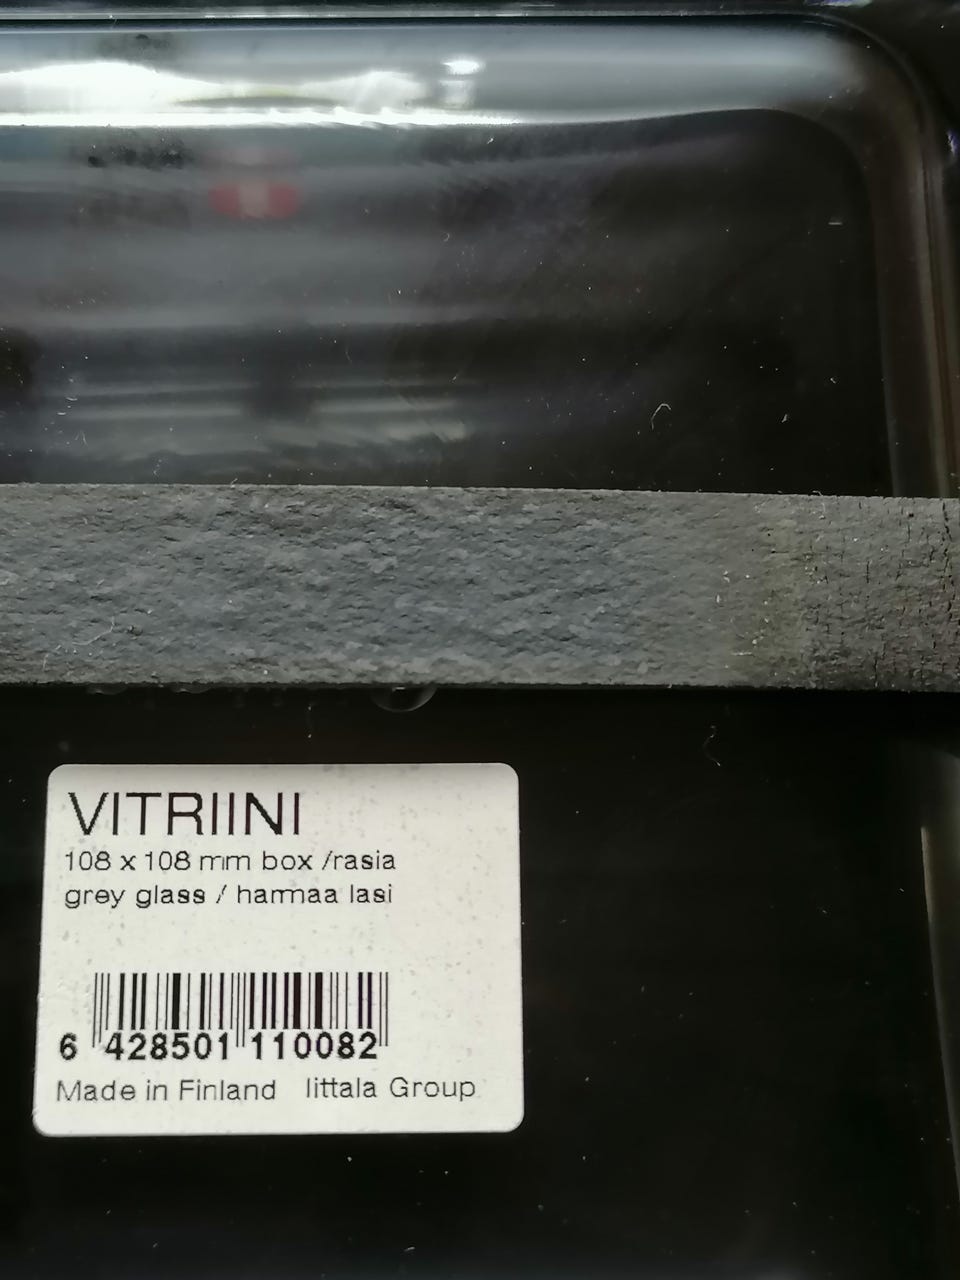 VITRIINI
108 x 108 mm box /rasia
grey glass / harmaa lasi
6 428501 110082
Made in Finland Iittala Group